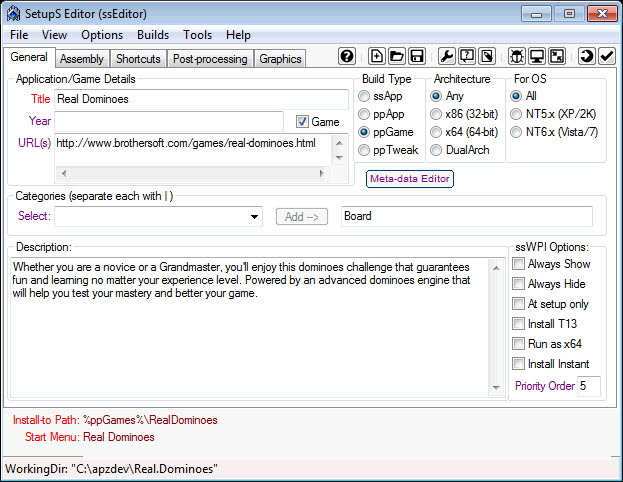 SetupS Editor (ssEditor)
File View Options Builds Tools Help
General Assembly Shortcuts Post-processing Graphics
Application/Game Details
Title Real Dominoes
Year Game
URL(s) http://www.brothersoft.com/games/real-dominoes.html
Build Type
ssApp
ppApp
ppGame
ppTweak
Architecture
Any
x86 (32-bit)
x64 (64-bit)
DualArch
For OS
All
NT5.x (XP/2K)
NT6.x (Vista/7)
Meta-data Editor
Categories (separate each with | )
Select: Add --> Board
Description:
Whether you are a novice or a Grandmaster, you'll enjoy this dominoes challenge that guarantees
fun and learning no matter your experience level. Powered by an advanced dominoes engine that
will help you test your mastery and better your game.
ssWPI Options:
Always Show
Always Hide
At setup only
Install T13
Run as x64
Install Instant
Priority Order 5
Install-to Path: %ppGames%\RealDominoes
Start Menu: Real Dominoes
WorkingDir: "C:\apzdev\Real.Dominoes"